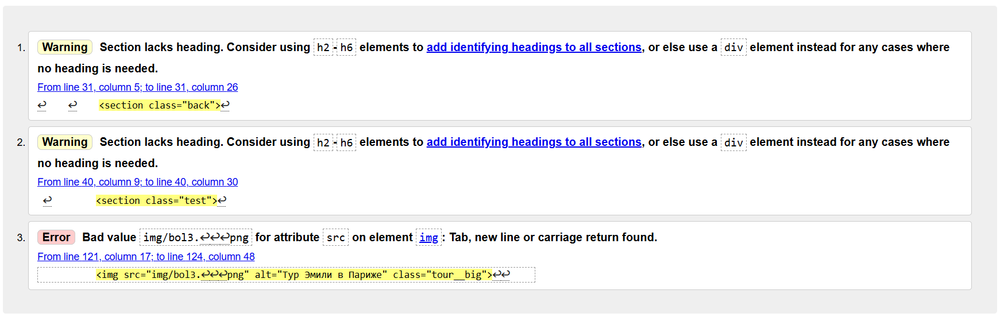 1. Warning Section lacks heading. Consider using h2-h6 elements to add identifying headings to all sections, or else use a div element instead for any cases where
no heading is needed.
From line 31, column 5; to line 31, column 26
↩ ↩ <section class="back">↩
2. Warning Section lacks heading. Consider using h2-h6 elements to add identifying headings to all sections, or else use a div element instead for any cases where
no heading is needed.
From line 40, column 9; to line 40, column 30
↩ <section class="test">↩
3. Error Bad value img/bol3.↩↩↩png for attribute src on element img: Tab, new line or carriage return found.
From line 121, column 17; to line 124, column 48
<img src="img/bol3.↩↩↩png" alt="Тур Эмили в Париже" class="tour__big">↩↩